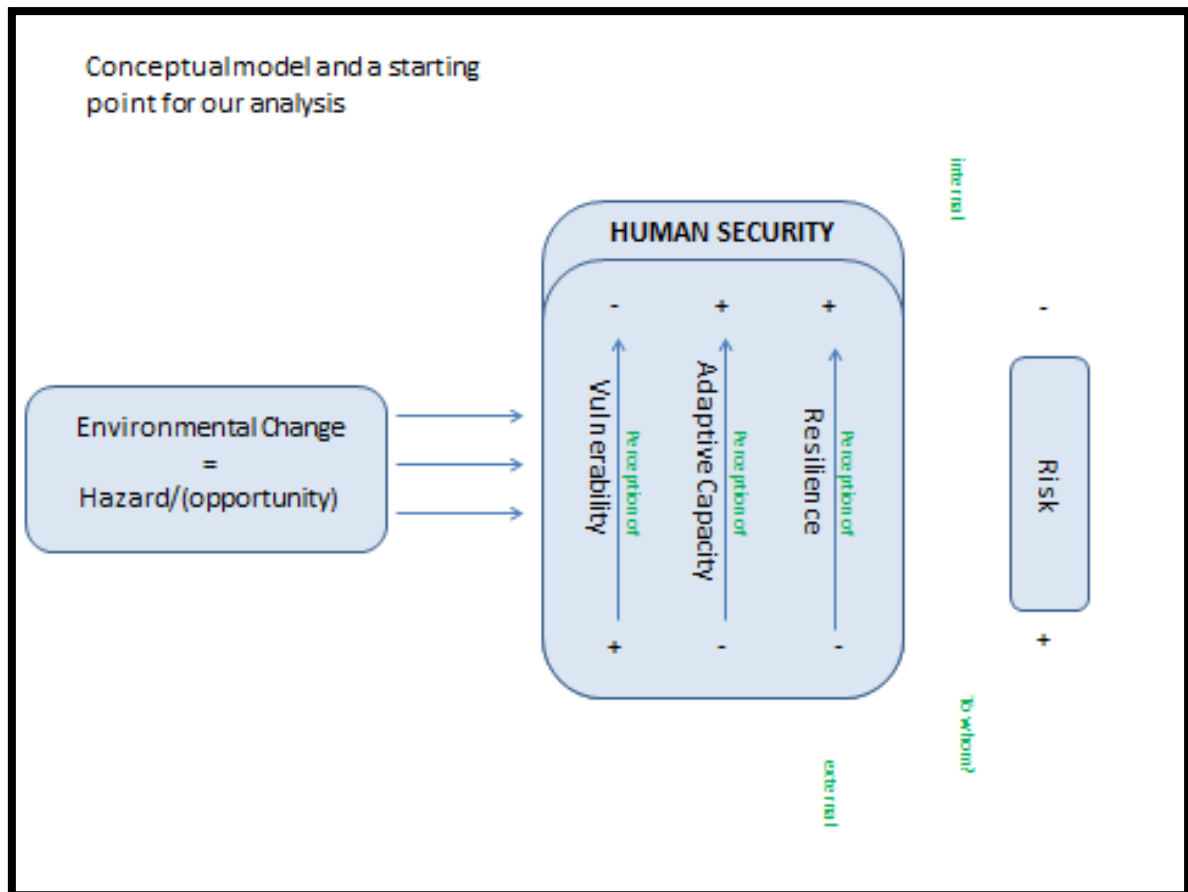 Conceptual model and a starting
point for our analysis
internal
HUMAN SECURITY
- + + -
Environmental Change
=
Hazard/(opportunity)
Vulnerability
Perception of
Adaptive Capacity
Perception of
Resilience
Perception of
Risk
+ - - +
To whom?
external